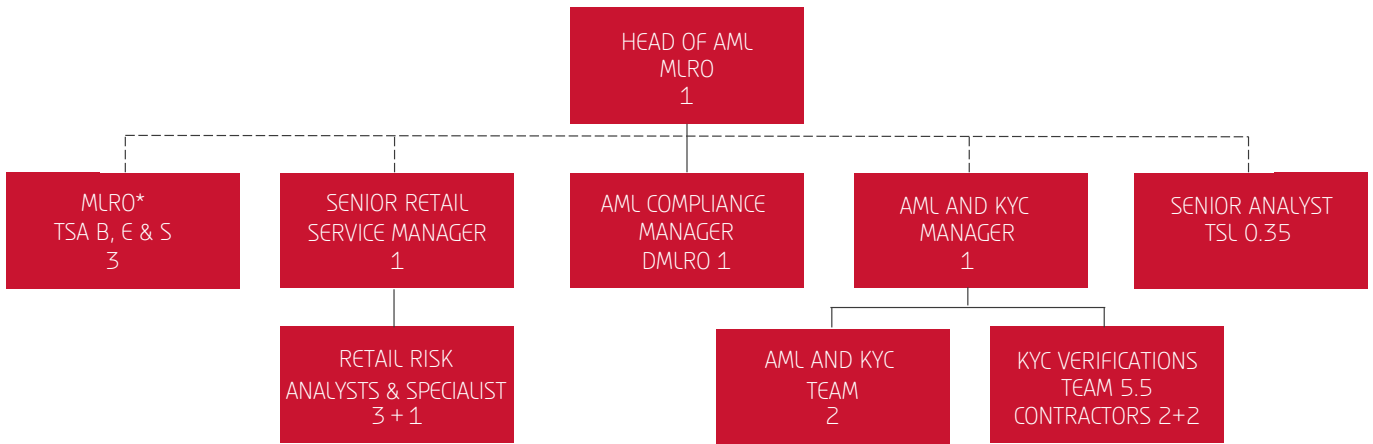 HEAD OF AML
MLRO
1
MLRO*
TSA B, E & S
3
SENIOR RETAIL
SERVICE MANAGER
1
AML COMPLIANCE
MANAGER
DMLRO 1
AML AND KYC
MANAGER
1
SENIOR ANALYST
TSL 0.35
RETAIL RISK
ANALYSTS & SPECIALIST
3 + 1
AML AND KYC
TEAM
2
KYC VERIFICATIONS
TEAM 5.5
CONTRACTORS 2+2